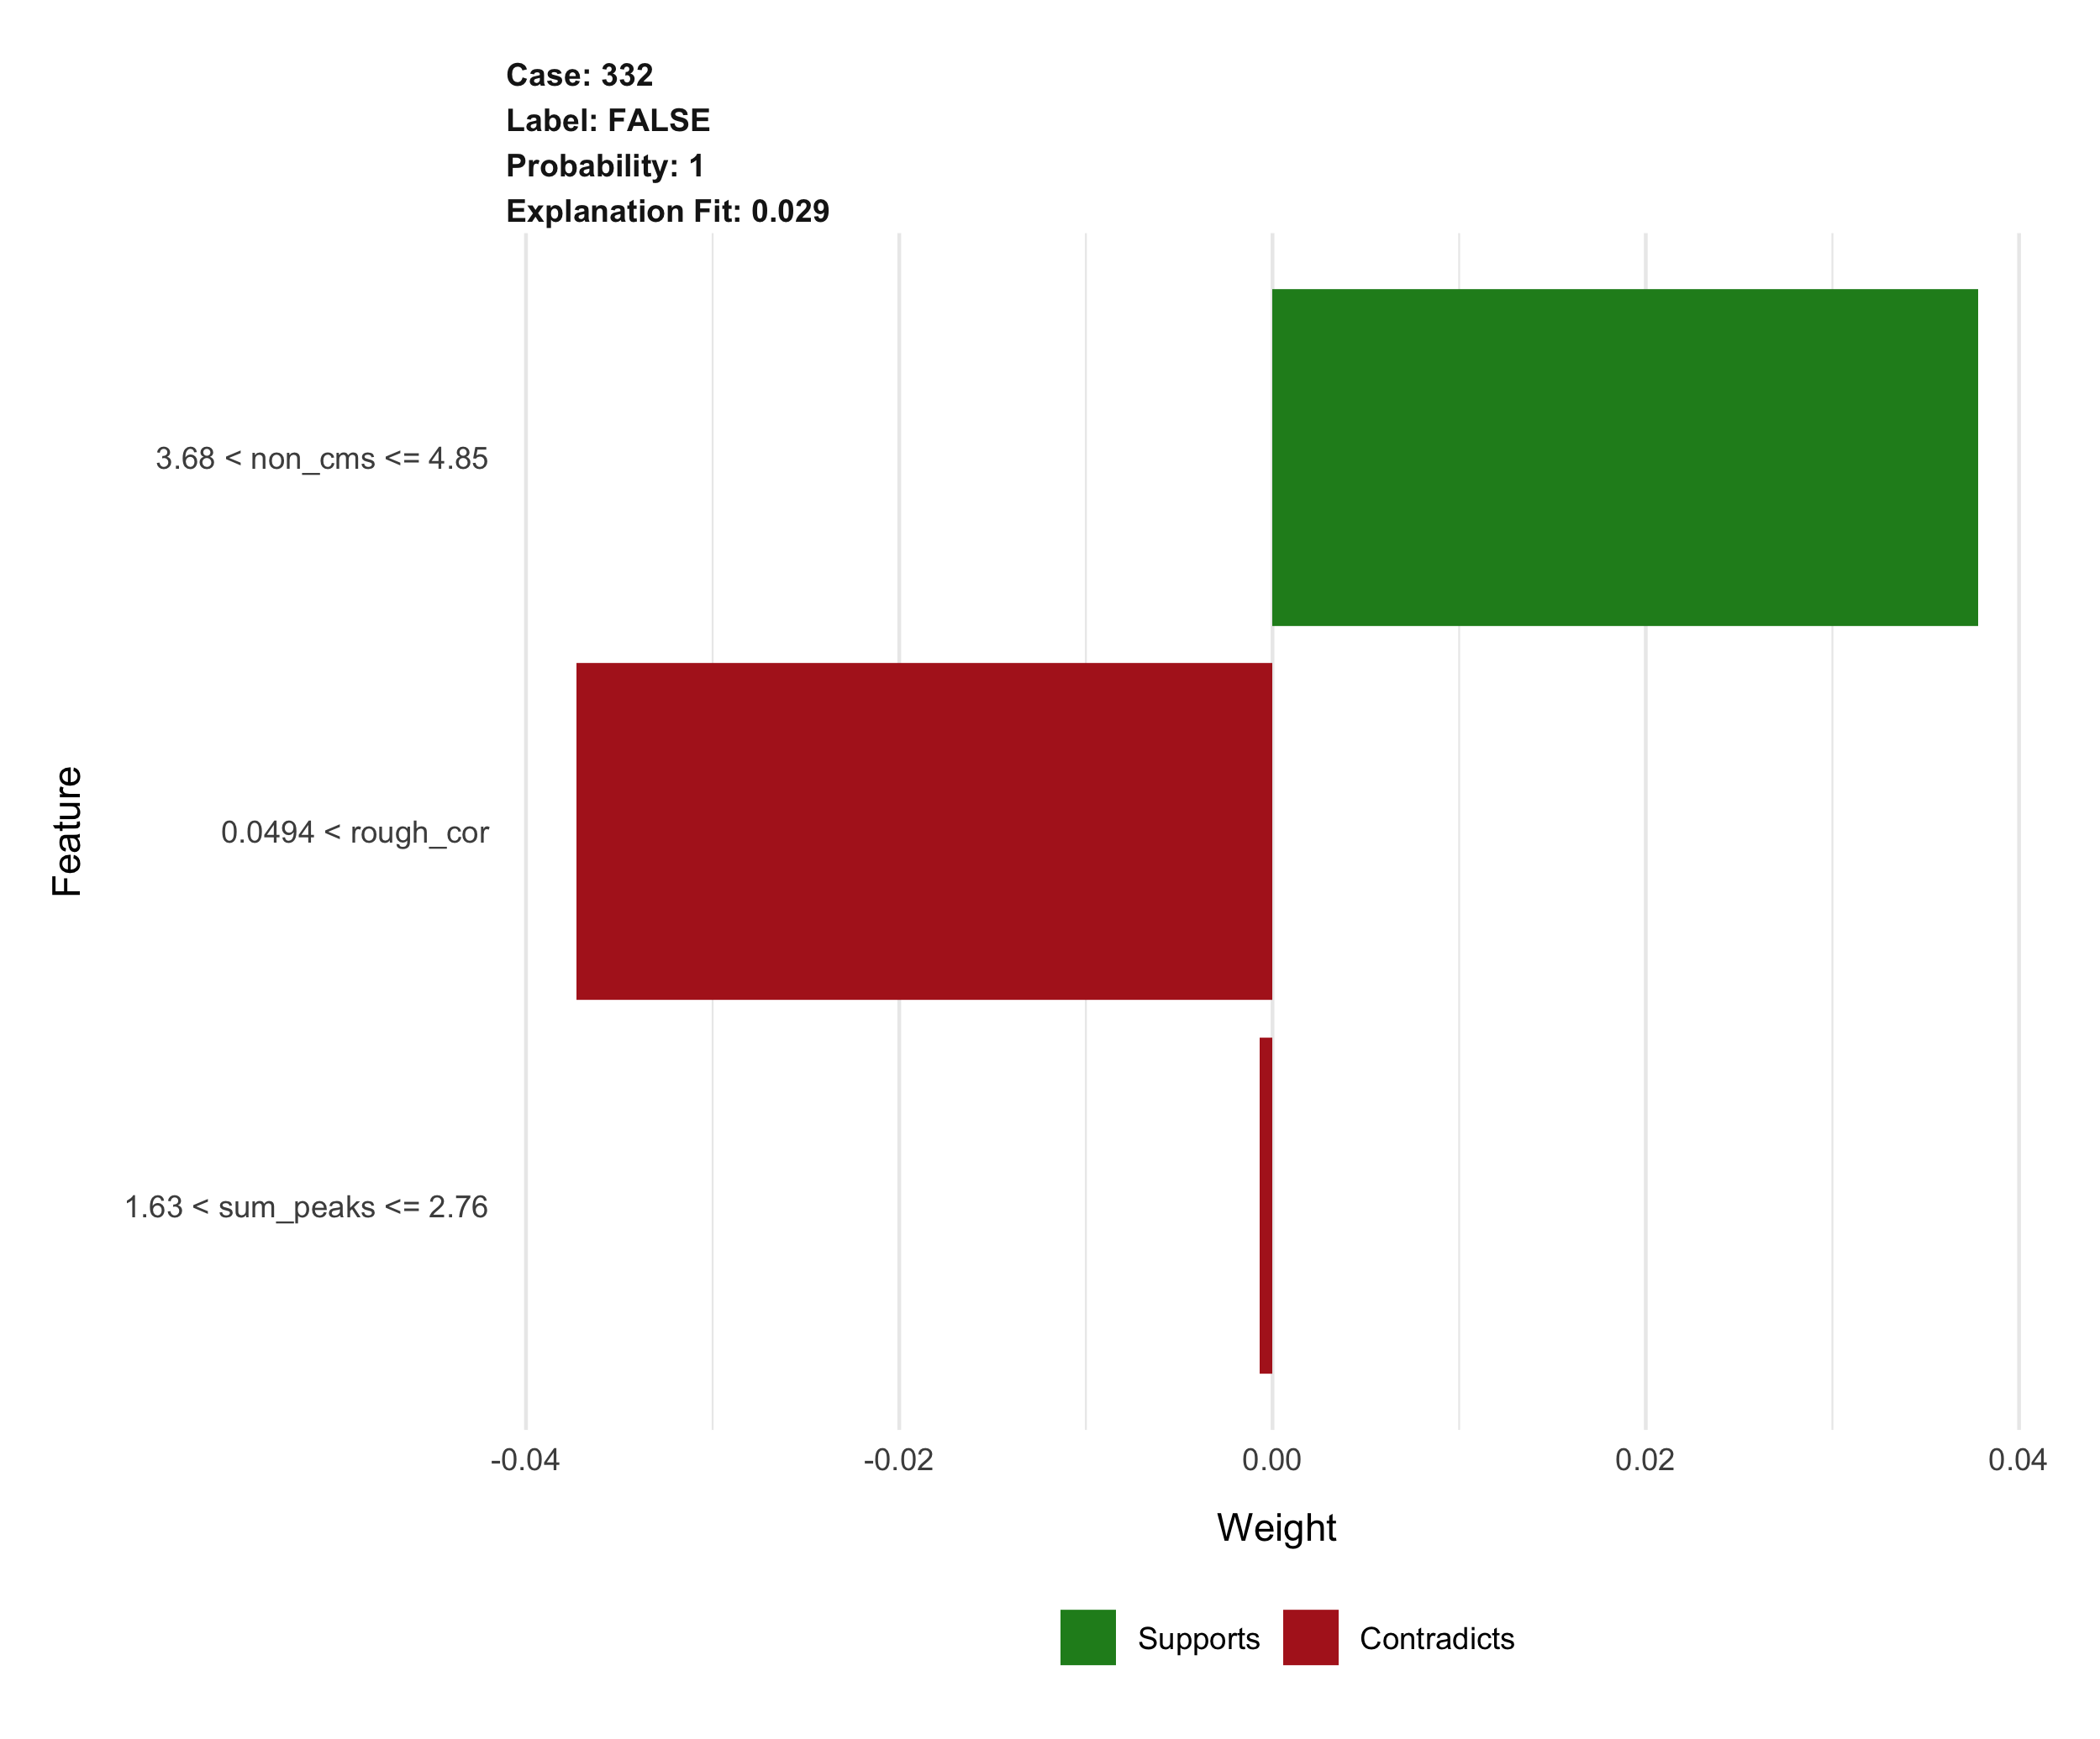 Case: 332
Label: FALSE
Probability: 1
Explanation Fit: 0.029
Feature
3.68 < non_cms <= 4.85
0.0494 < rough_cor
1.63 < sum_peaks <= 2.76
-0.04 -0.02 0.00 0.02 0.04
Weight
Supports Contradicts